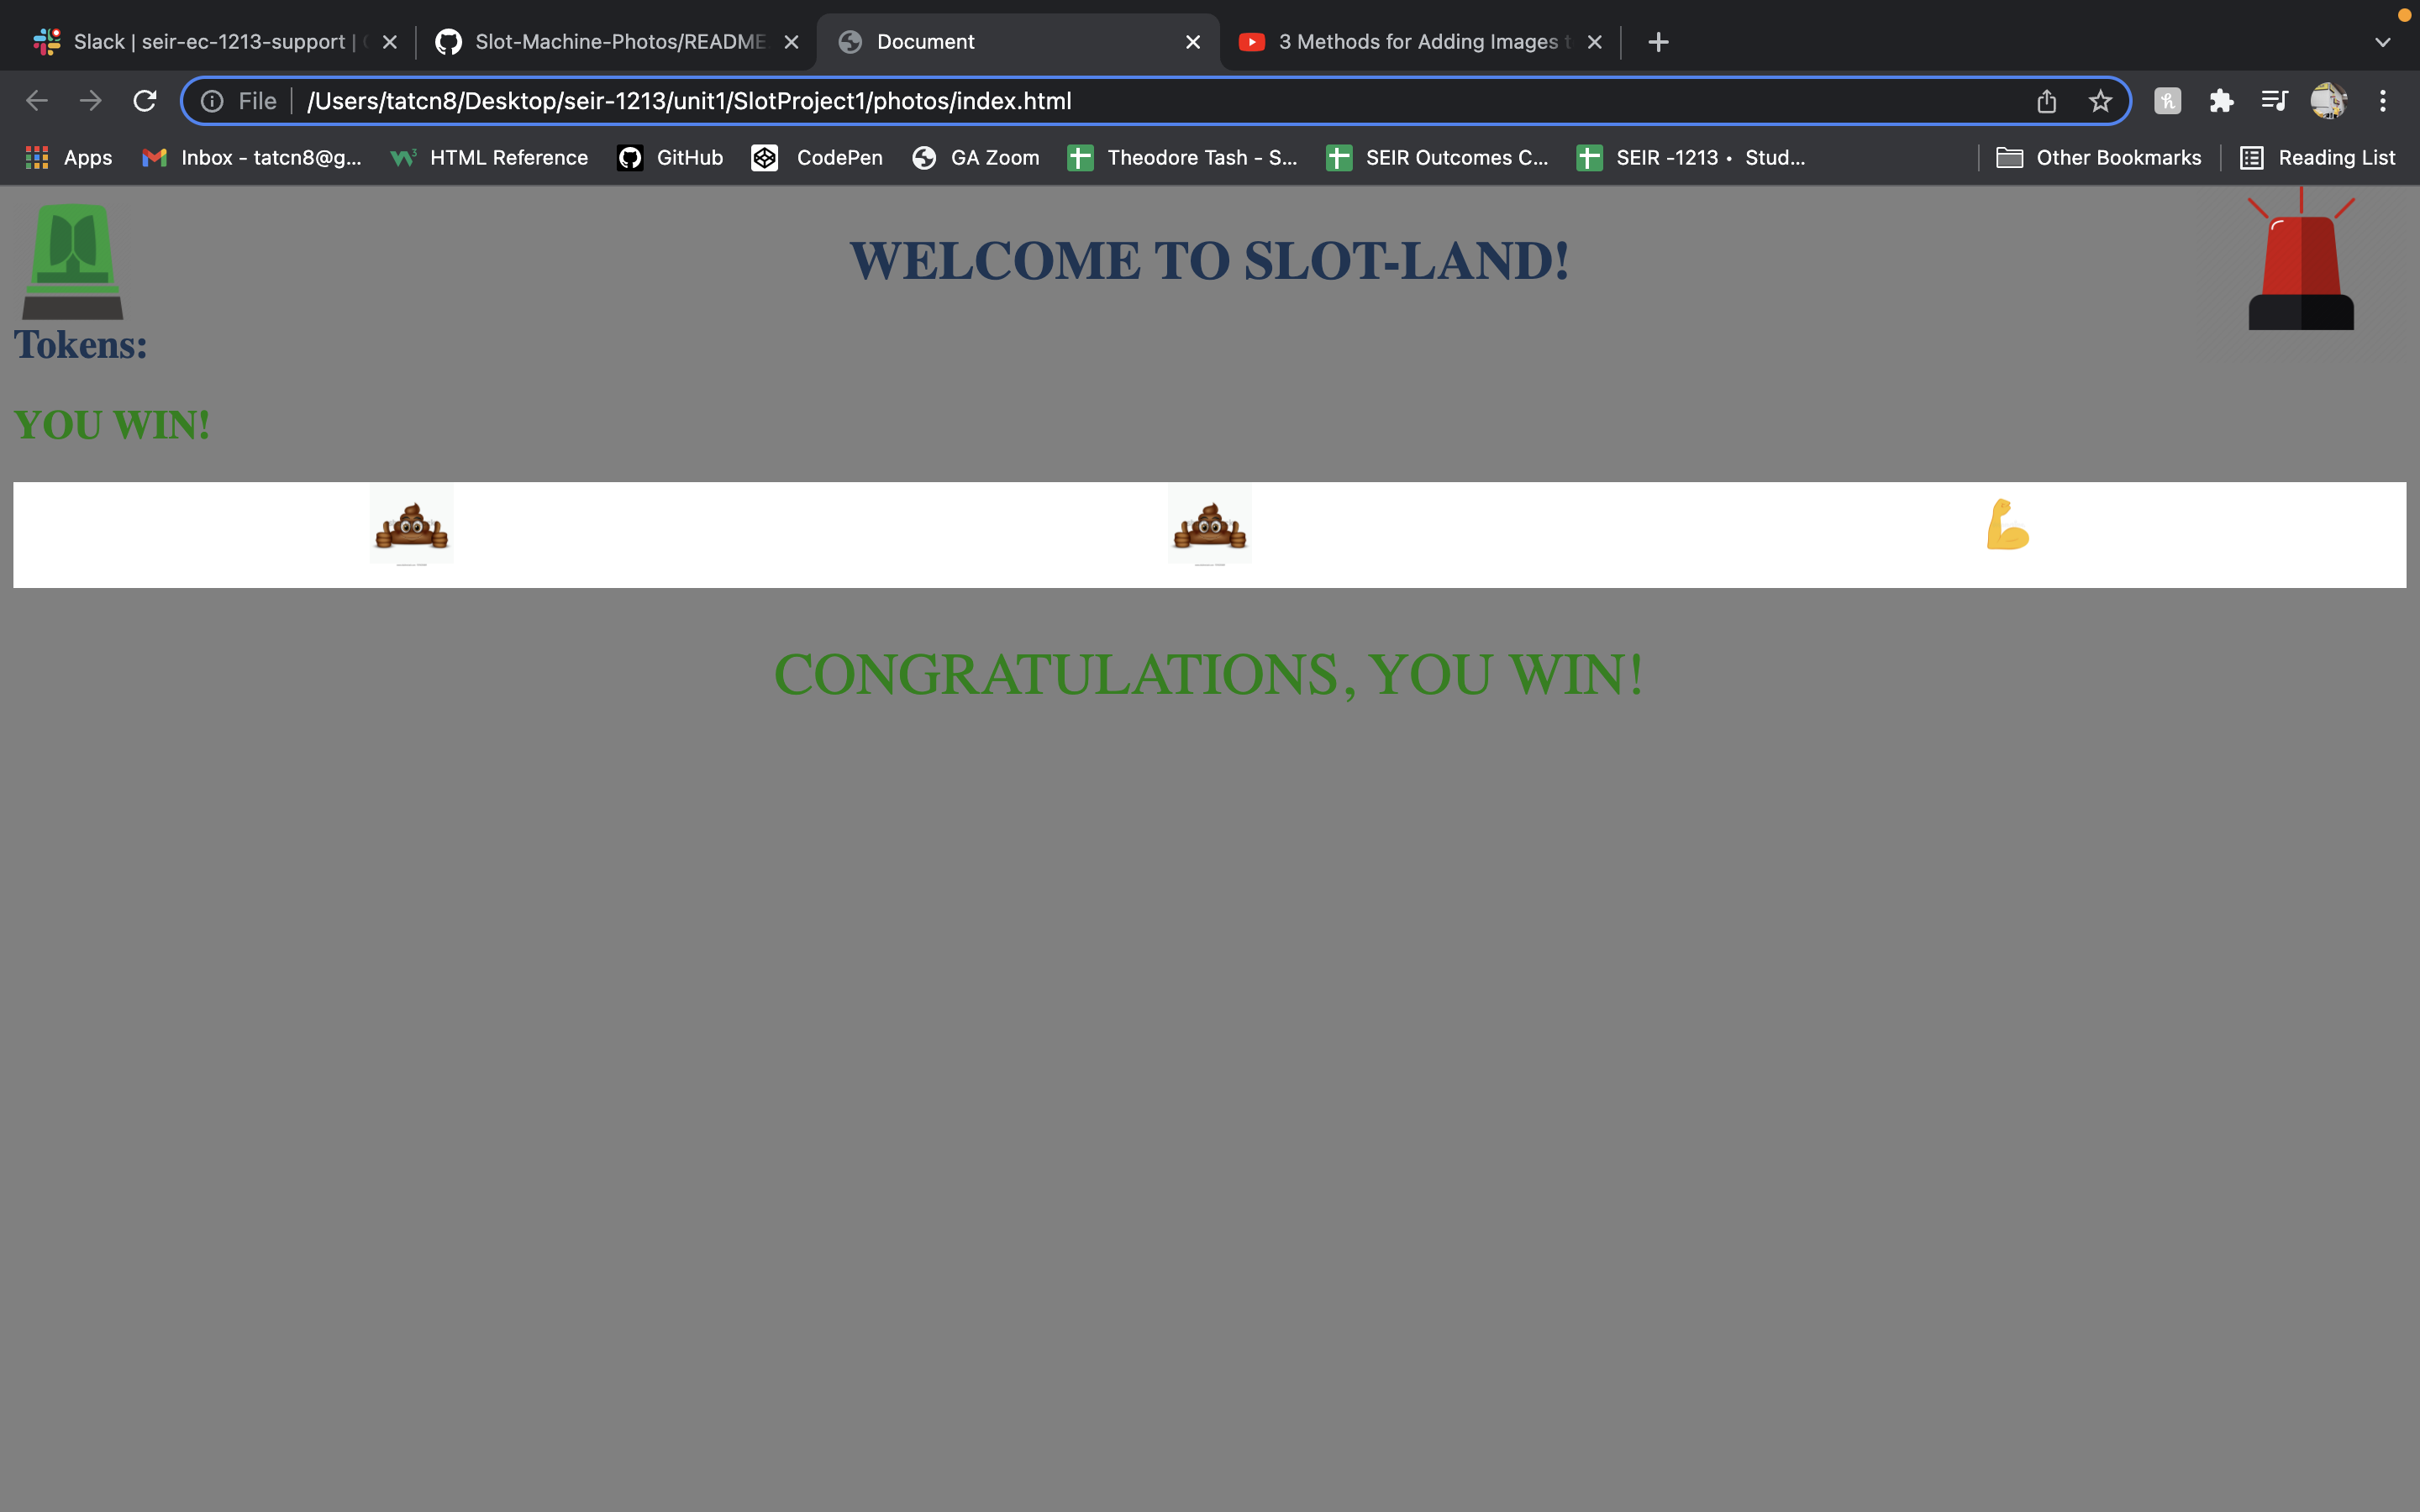 Slack | seir-ec-1213-support |
Slot-Machine-Photos/README
Document
3 Methods for Adding Images t
File
/Users/tatcn8/Desktop/seir-1213/unit1/SlotProject1/photos/index.html
Apps
Inbox - tatcn8@g...
HTML Reference
GitHub
CodePen
GA Zoom
Theodore Tash - S...
SEIR Outcomes C...
SEIR -1213 • Stud...
Other Bookmarks
Reading List
WELCOME TO SLOT-LAND!
Tokens:
YOU WIN!
CONGRATULATIONS, YOU WIN!